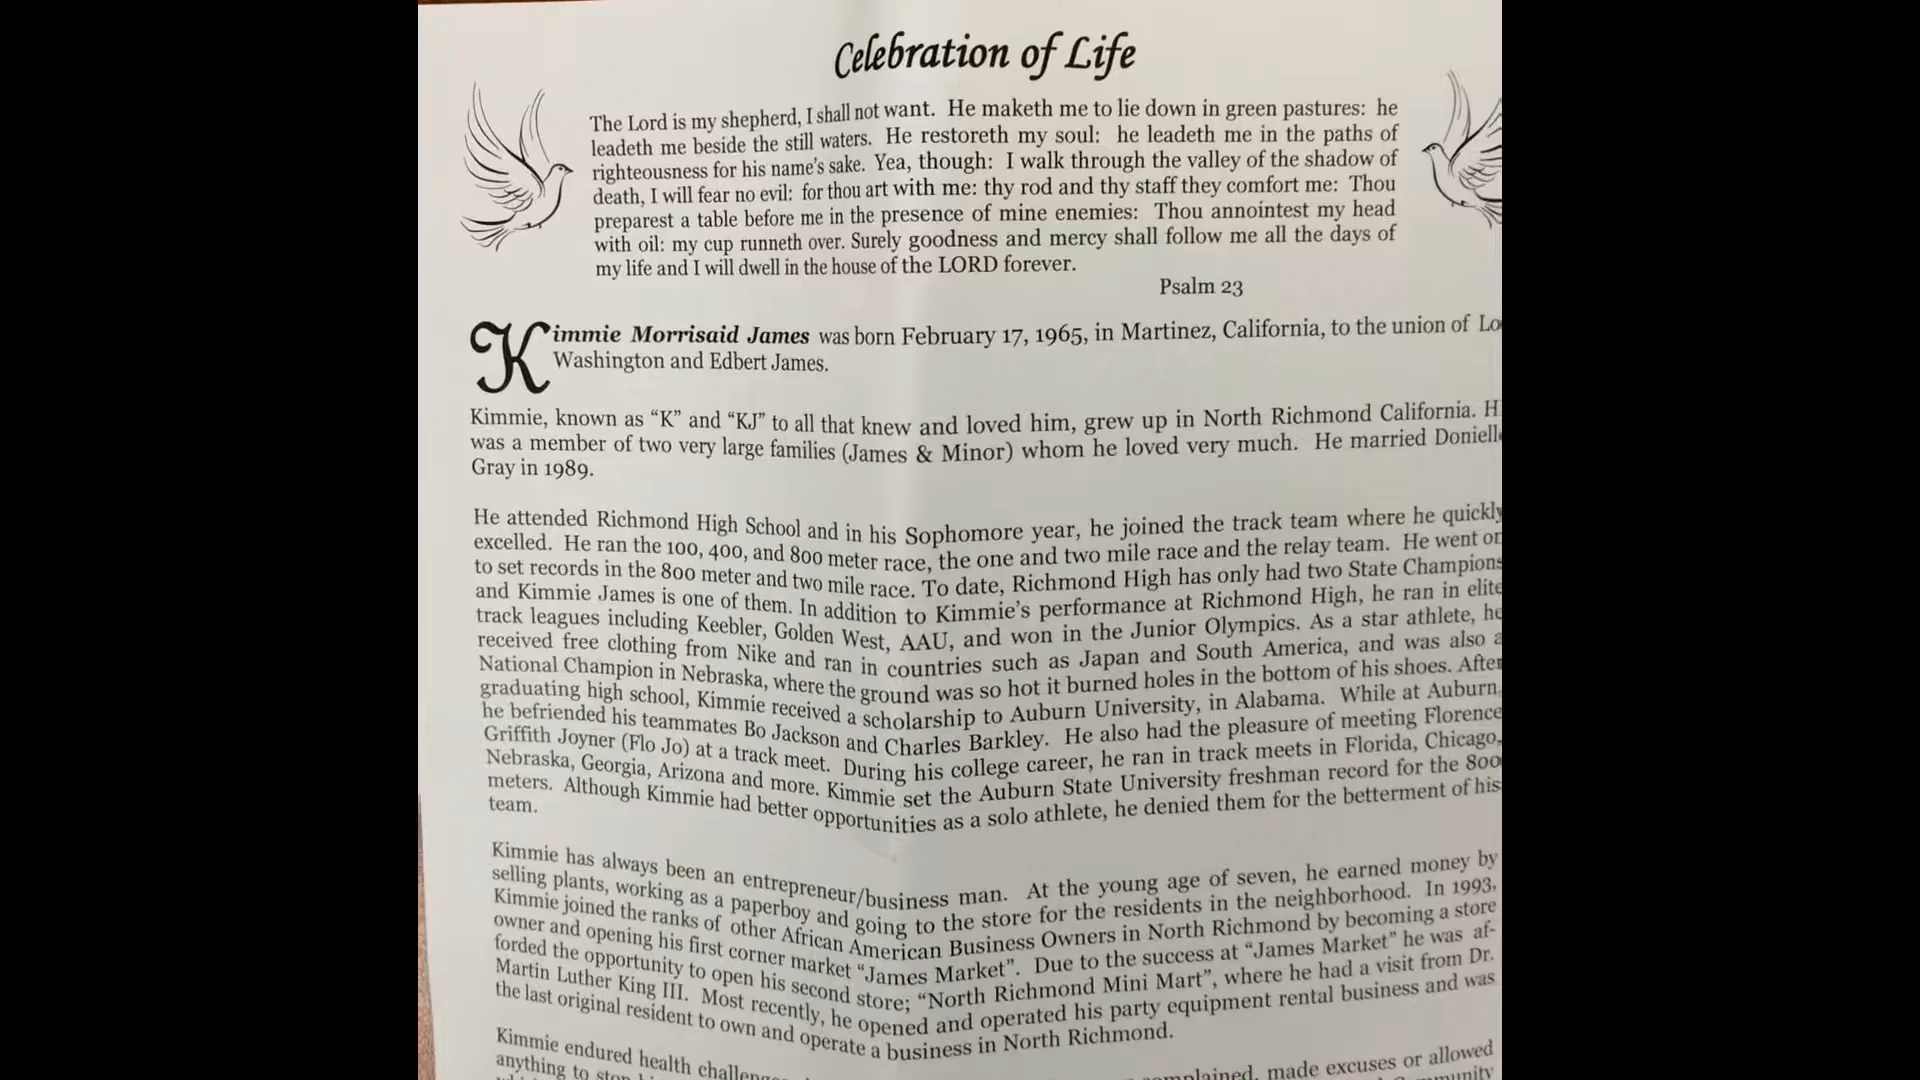 Celebration of Life
The Lord is my shepherd, I shall not want. He maketh me to lie down in green pastures: he
leadeth me beside the still waters. He restoreth my soul: he leadeth me in the paths of
righteousness for his name's sake. Yea, though: I walk through the valley of the shadow of
death, I will fear no evil: for thou art with me: thy rod and thy staff they comfort me: Thou
preparest a table before me in the presence of mine enemies: Thou annointest my head
with oil: my cup runneth over. Surely goodness and mercy shall follow me all the days of
my life and I will dwell in the house of the LORD forever.
Psalm 23
Kimmie Morrisaid James was born February 17, 1965, in Martinez, California, to the union of
Washington and Edbert James.
Kimmie, known as “K” and “KJ” to all that knew and loved him, grew up in North Richmond California.
was a member of two very large families (James & Minor) whom he loved very much. He married
Gray in 1989.
He attended Richmond High School and in his Sophomore year, he joined the track team where he quickly
excelled. He ran the 100, 400, and 800 meter race, the one and two mile race and the relay team. He went
to set records in the 800 meter and two mile race. To date, Richmond High has only had two State Champions
and Kimmie James is one of them. In addition to Kimmie's performance at Richmond High, he ran in elite
track leagues including Keebler, Golden West, AAU, and won in the Junior Olympics. As a star athlete, he
received free clothing from Nike and ran in countries such as Japan and South America, and was also a
National Champion in Nebraska, where the ground was so hot it burned holes in the bottom of his shoes. After
graduating high school, Kimmie received a scholarship to Auburn University, in Alabama. While at Auburn,
he befriended his teammates Bo Jackson and Charles Barkley. He also had the pleasure of meeting Florence
Griffith Joyner (Flo Jo) at a track meet. During his college career, he ran in track meets in Florida, Chicago,
Nebraska, Georgia, Arizona and more. Kimmie set the Auburn State University freshman record for the 800
meters. Although Kimmie had better opportunities as a solo athlete, he denied them for the betterment of his
team.
Kimmie has always been an entrepreneur/business man. At the young age of seven, he earned money by
selling plants, working as a paperboy and going to the store for the residents in the neighborhood. In 1993,
Kimmie joined the ranks of other African American Business Owners in North Richmond by becoming a store
owner and opening his first corner market “James Market”. Due to the success at “James Market” he was af-
forded the opportunity to open his second store; “North Richmond Mini Mart”, where he had a visit from Dr.
Martin Luther King III. Most recently, he opened and operated his party equipment rental business and was
the last original resident to own and operate a business in North Richmond.
Kimmie endured health made excuses or allowed
anything to